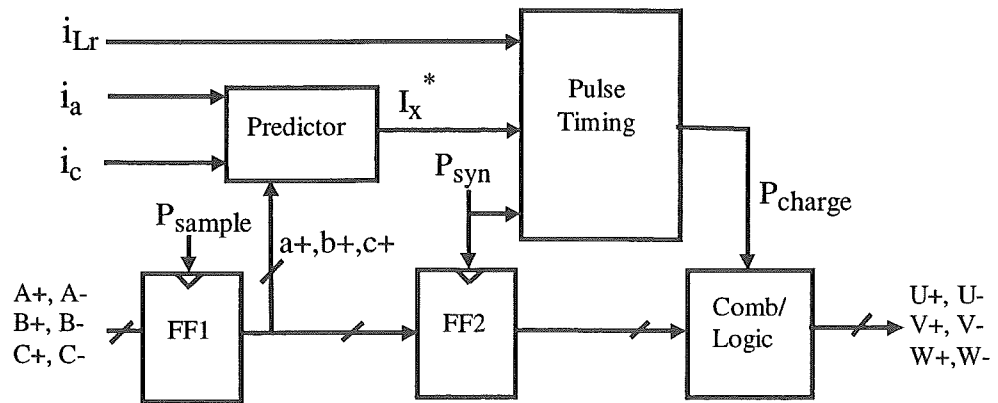 i_Lr
i_a
i_c
Predictor
I_x*
Pulse
Timing
P_syn
P_charge
P_sample
a+,b+,c+
A+, A-
B+, B-
C+, C-
FF1
FF2
Comb/
Logic
U+, U-
V+, V-
W+,W-